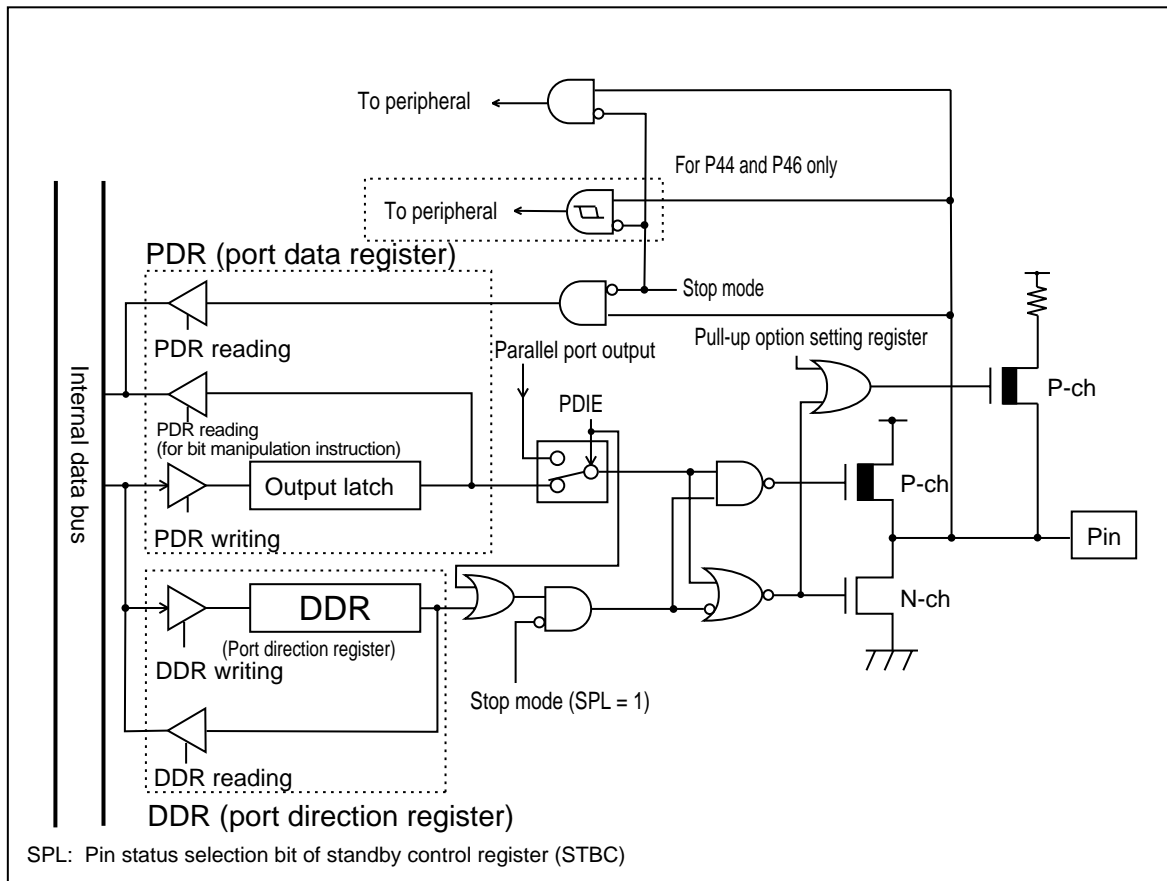 To peripheral
For P44 and P46 only
To peripheral
PDR (port data register)
Stop mode
PDR reading
Parallel port output
Pull-up option setting register
P-ch
PDIE
PDR reading
(for bit manipulation instruction)
Internal data bus
Output latch
P-ch
PDR writing
Pin
DDR
N-ch
(Port direction register)
DDR writing
Stop mode (SPL = 1)
DDR reading
DDR (port direction register)
SPL: Pin status selection bit of standby control register (STBC)